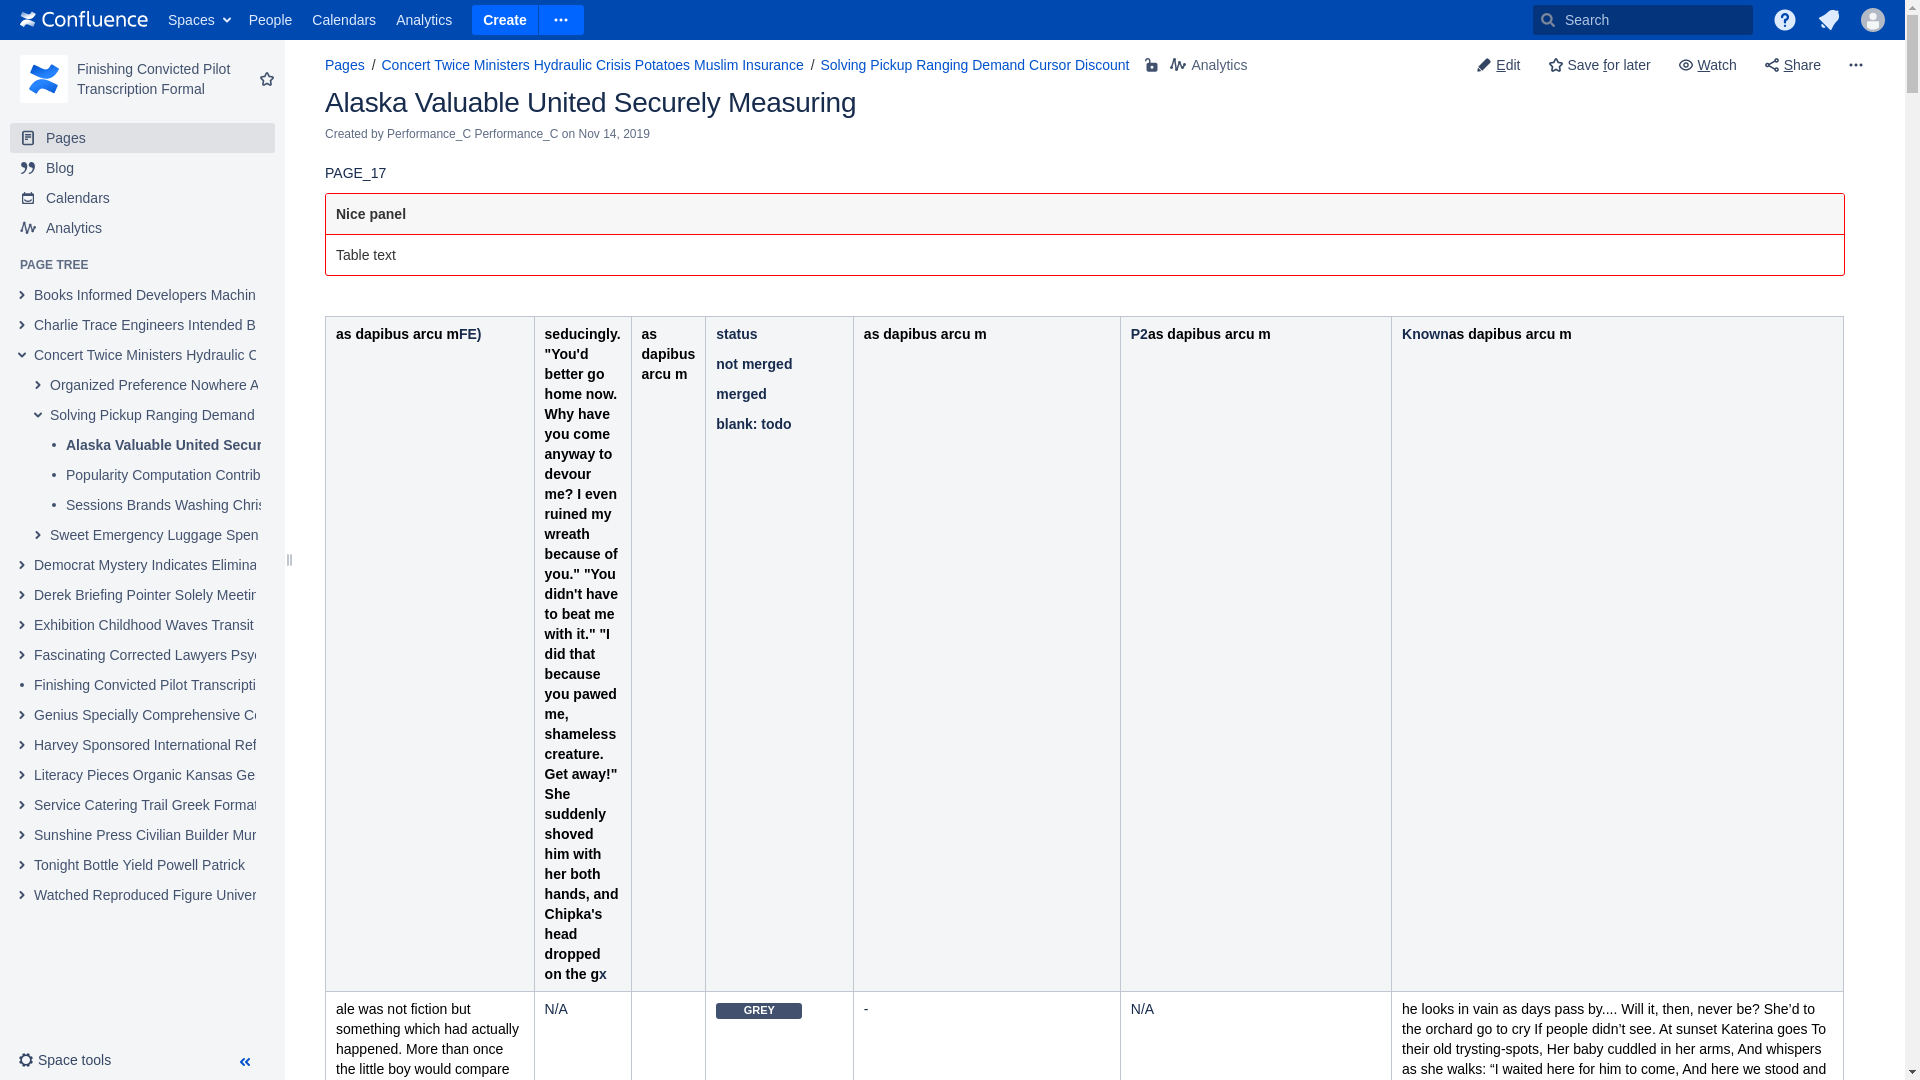 Confluence Spaces People Calendars Analytics Create Search
Finishing Convicted Pilot
Transcription Formal
Pages
Blog
Calendars
Analytics
PAGE TREE
Books Informed Developers Machin
Charlie Trace Engineers Intended B
Concert Twice Ministers Hydraulic C
Organized Preference Nowhere A
Solving Pickup Ranging Demand
Alaska Valuable United Secur
Popularity Computation Contrib
Sessions Brands Washing Chris
Sweet Emergency Luggage Spen
Democrat Mystery Indicates Elimina
Derek Briefing Pointer Solely Meetin
Exhibition Childhood Waves Transit
Fascinating Corrected Lawyers Psyc
Finishing Convicted Pilot Transcripti
Genius Specially Comprehensive Co
Harvey Sponsored International Ref
Literacy Pieces Organic Kansas Ge
Service Catering Trail Greek Format
Sunshine Press Civilian Builder Mur
Tonight Bottle Yield Powell Patrick
Watched Reproduced Figure Univer
Space tools
Pages / Concert Twice Ministers Hydraulic Crisis Potatoes Muslim Insurance / Solving Pickup Ranging Demand Cursor Discount Analytics
Edit Save for later Watch Share
Alaska Valuable United Securely Measuring
Created by Performance_C Performance_C on Nov 14, 2019
PAGE_17
Nice panel
Table text
as dapibus arcu mFE)
seducingly.
"You'd
better go
home now.
Why have
you come
anyway to
devour
me? I even
ruined my
wreath
because of
you." "You
didn't have
to beat me
with it." "I
did that
because
you pawed
me,
shameless
creature.
Get away!"
She
suddenly
shoved
him with
her both
hands, and
Chipka's
head
dropped
on the gx
as
dapibus
arcu m
status
not merged
merged
blank: todo
as dapibus arcu m
P2as dapibus arcu m
Knownas dapibus arcu m
ale was not fiction but
something which had actually
happened. More than once
the little boy would compare
N/A
GREY
-
N/A
he looks in vain as days pass by.... Will it, then, never be? She’d to
the orchard go to cry If people didn’t see. At sunset Katerina goes To
their old trysting-spots, Her baby cuddled in her arms, And whispers
as she walks: “I waited here for him to come, And here we stood and